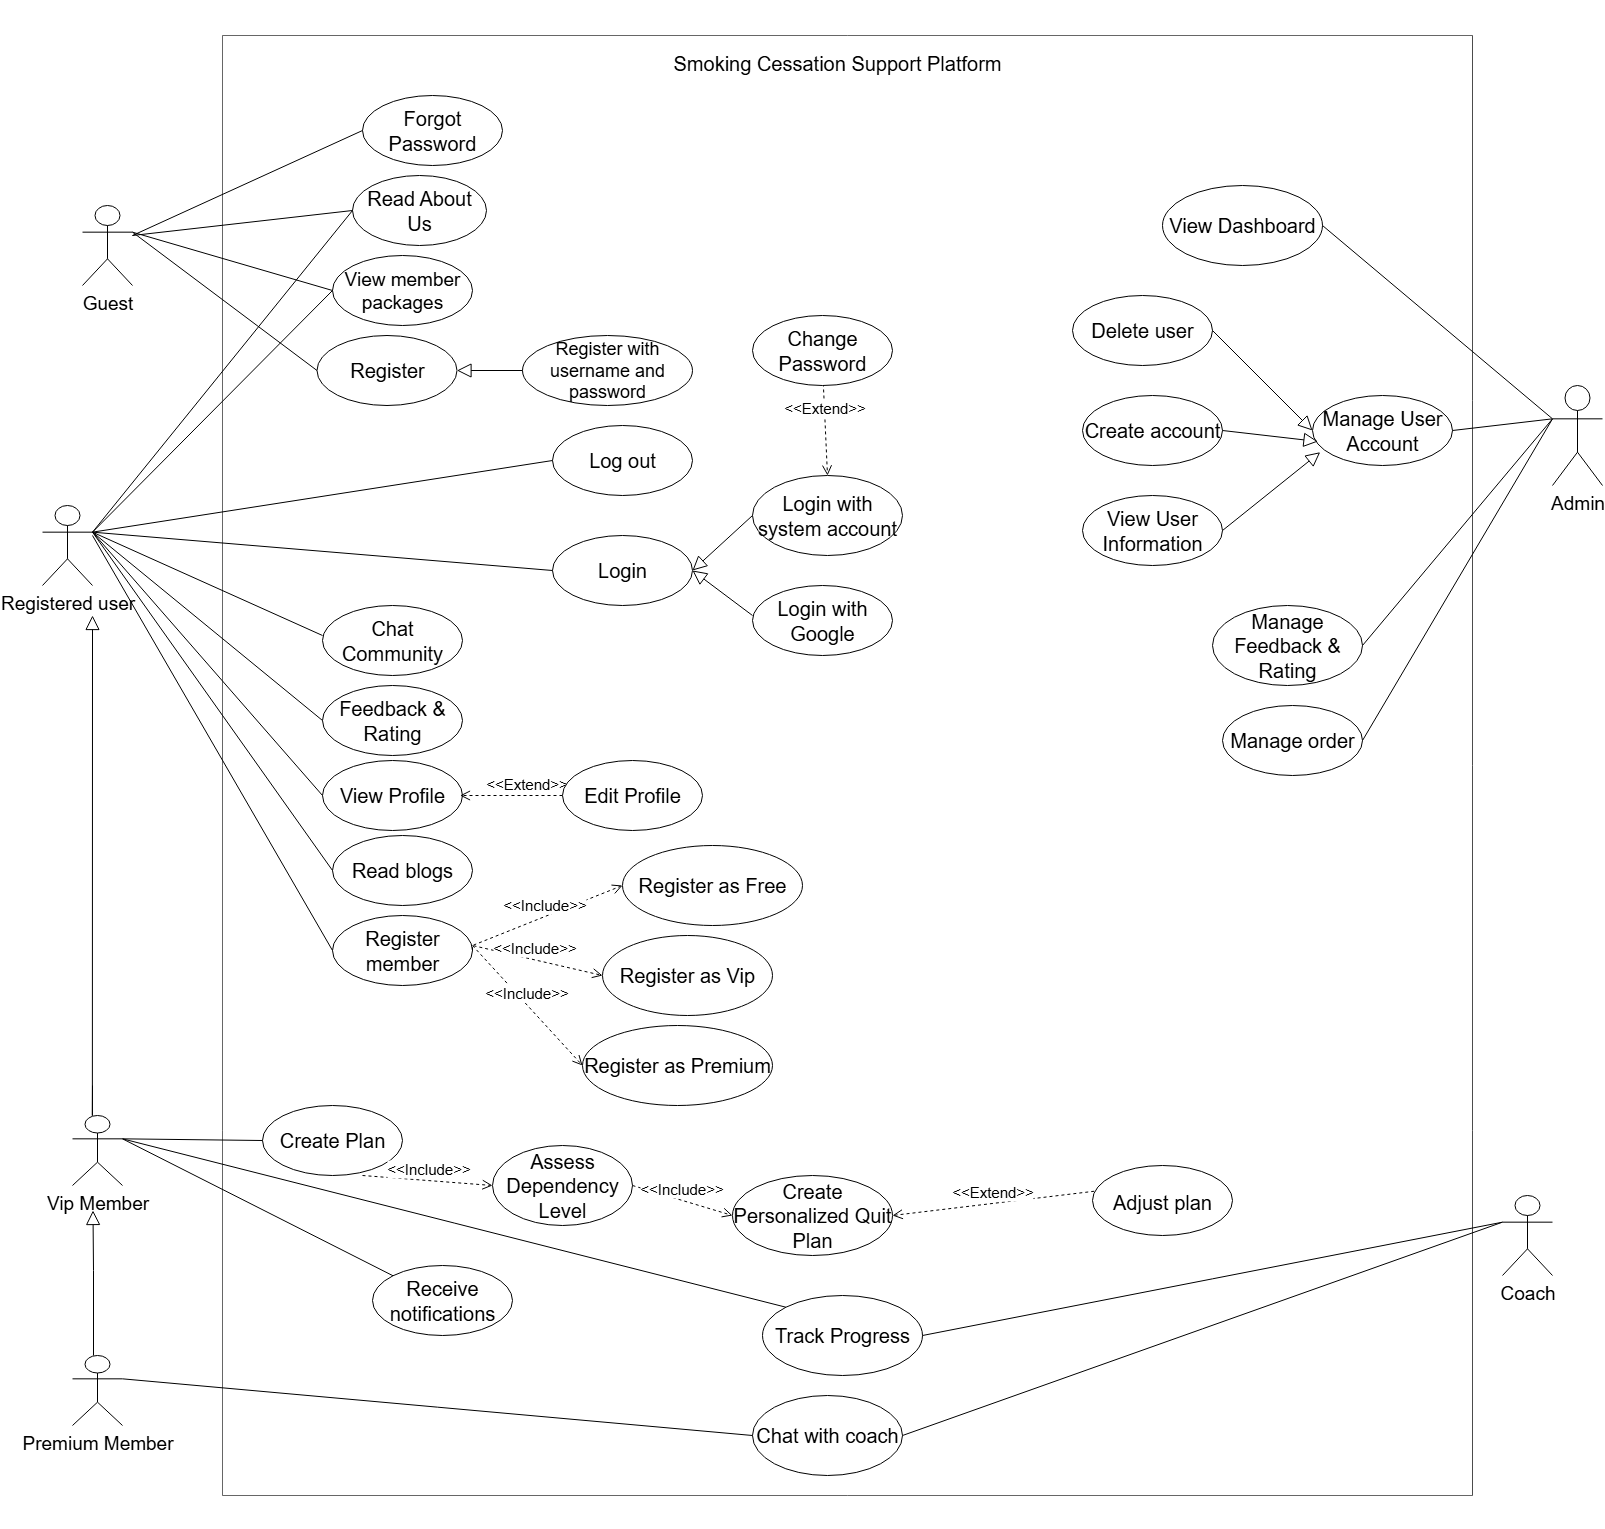 Smoking Cessation Support Platform
Forgot
Password
Read About
Us
View member
packages
Guest
Register
Register with
username and
password
Change
Password
<<Extend>>
View Dashboard
Delete user
Create account
Manage User
Account
View User
Information
Admin
Log out
Login with
system account
Login
Login with
Google
Registered user
Chat
Community
Manage
Feedback &
Rating
Feedback &
Rating
Manage order
View Profile
<<Extend>>
Edit Profile
Read blogs
Register
member
<<Include>>
Register as Free
<<Include>>
Register as Vip
<<Include>>
Register as Premium
Create Plan
<<Include>>
Assess
Dependency
Level
<<Include>>
Create
Personalized Quit
Plan
<<Extend>>
Adjust plan
Vip Member
Receive
notifications
Coach
Track Progress
Premium Member
Chat with coach